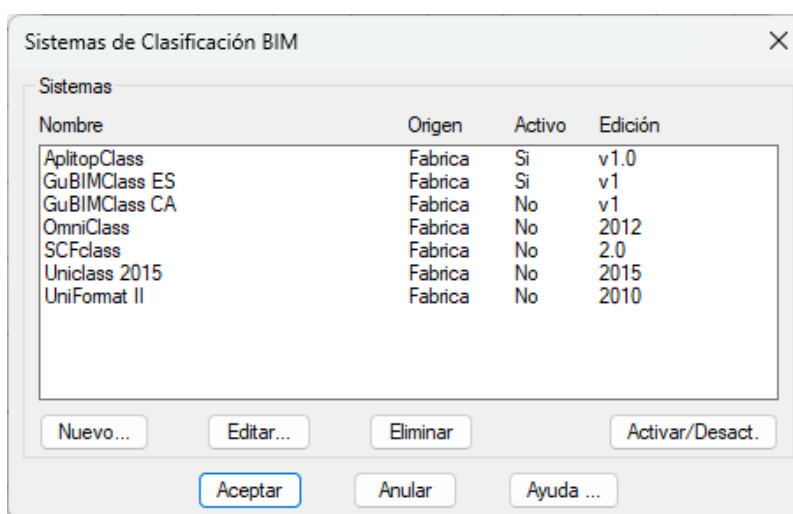 Sistemas de Clasificación BIM
Sistemas
Nombre Origen Activo Edición
AplitopClass Fabrica Si v1.0
GuBIMClass ES Fabrica Si v1
GuBIMClass CA Fabrica No v1
OmniClass Fabrica No 2012
SCFclass Fabrica No 2.0
Uniclass 2015 Fabrica No 2015
UniFormat II Fabrica No 2010
Nuevo... Editar... Eliminar Activar/Desact.
Aceptar Anular Ayuda ...